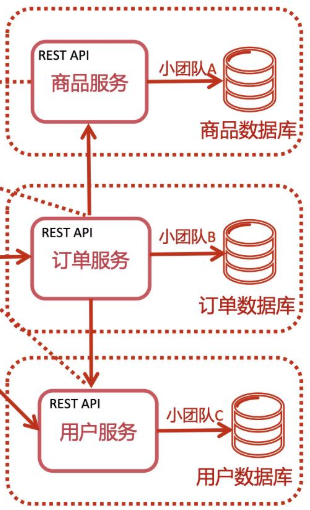 REST API
商品服务
小团队A
商品数据库
REST API
订单服务
小团队B
订单数据库
REST API
用户服务
小团队C
用户数据库